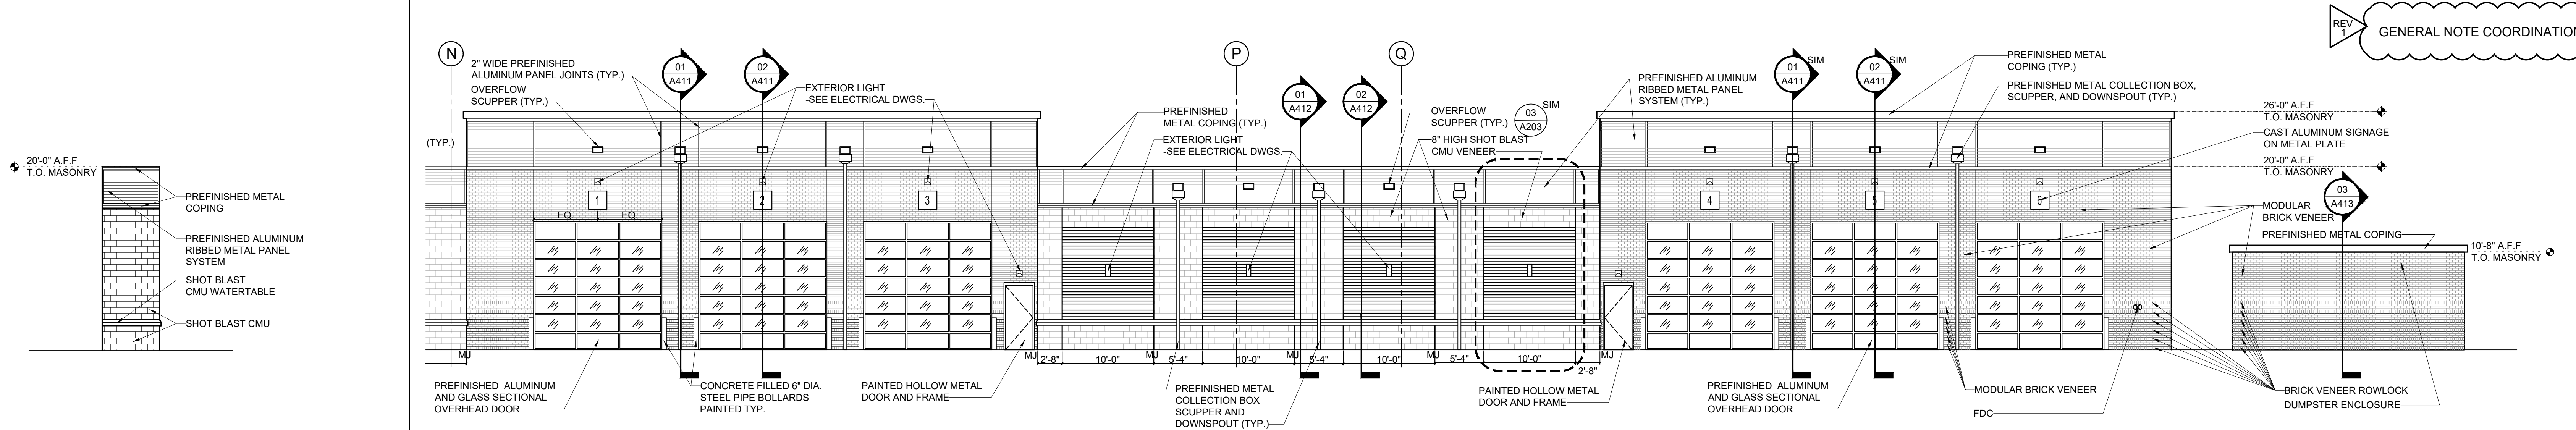 20'-0" A.F.F
T.O. MASONRY
PREFINISHED METAL
COPING
PREFINISHED ALUMINUM
RIBBED METAL PANEL
SYSTEM
SHOT BLAST
CMU WATERTABLE
SHOT BLAST CMU
N
P
Q
(TYP.)
2" WIDE PREFINISHED
ALUMINUM PANEL JOINTS (TYP.)
OVERFLOW
SCUPPER (TYP.)
01
A411
02
A411
EXTERIOR LIGHT
-SEE ELECTRICAL DWGS.
PREFINISHED
METAL COPING (TYP.)
EXTERIOR LIGHT
-SEE ELECTRICAL DWGS.
01
A412
02
A412
OVERFLOW
SCUPPER (TYP.)
8" HIGH SHOT BLAST
CMU VENEER
SIM
03
A203
PREFINISHED ALUMINUM
RIBBED METAL PANEL
SYSTEM (TYP.)
SIM
01
A411
SIM
02
A411
PREFINISHED METAL
COPING (TYP.)
PREFINISHED METAL COLLECTION BOX,
SCUPPER, AND DOWNSPOUT (TYP.)
REV
1
GENERAL NOTE COORDINATION
26'-0" A.F.F
T.O. MASONRY
CAST ALUMINUM SIGNAGE
ON METAL PLATE
20'-0" A.F.F
T.O. MASONRY
03
A413
MODULAR
BRICK VENEER
PREFINISHED METAL COPING
10'-8" A.F.F
T.O. MASONRY
1
2
3
4
5
6
EQ.
EQ.
MJ
MJ
2'-8"
10'-0"
MJ
5'-4"
10'-0"
MJ
5'-4"
10'-0"
MJ
5'-4"
10'-0"
2'-8"
MJ
PREFINISHED ALUMINUM
AND GLASS SECTIONAL
OVERHEAD DOOR
CONCRETE FILLED 6" DIA.
STEEL PIPE BOLLARDS
PAINTED TYP.
PAINTED HOLLOW METAL
DOOR AND FRAME
PREFINISHED METAL
COLLECTION BOX
SCUPPER AND
DOWNSPOUT (TYP.)
PAINTED HOLLOW METAL
DOOR AND FRAME
PREFINISHED ALUMINUM
AND GLASS SECTIONAL
OVERHEAD DOOR
MODULAR BRICK VENEER
FDC
BRICK VENEER ROWLOCK
DUMPSTER ENCLOSURE